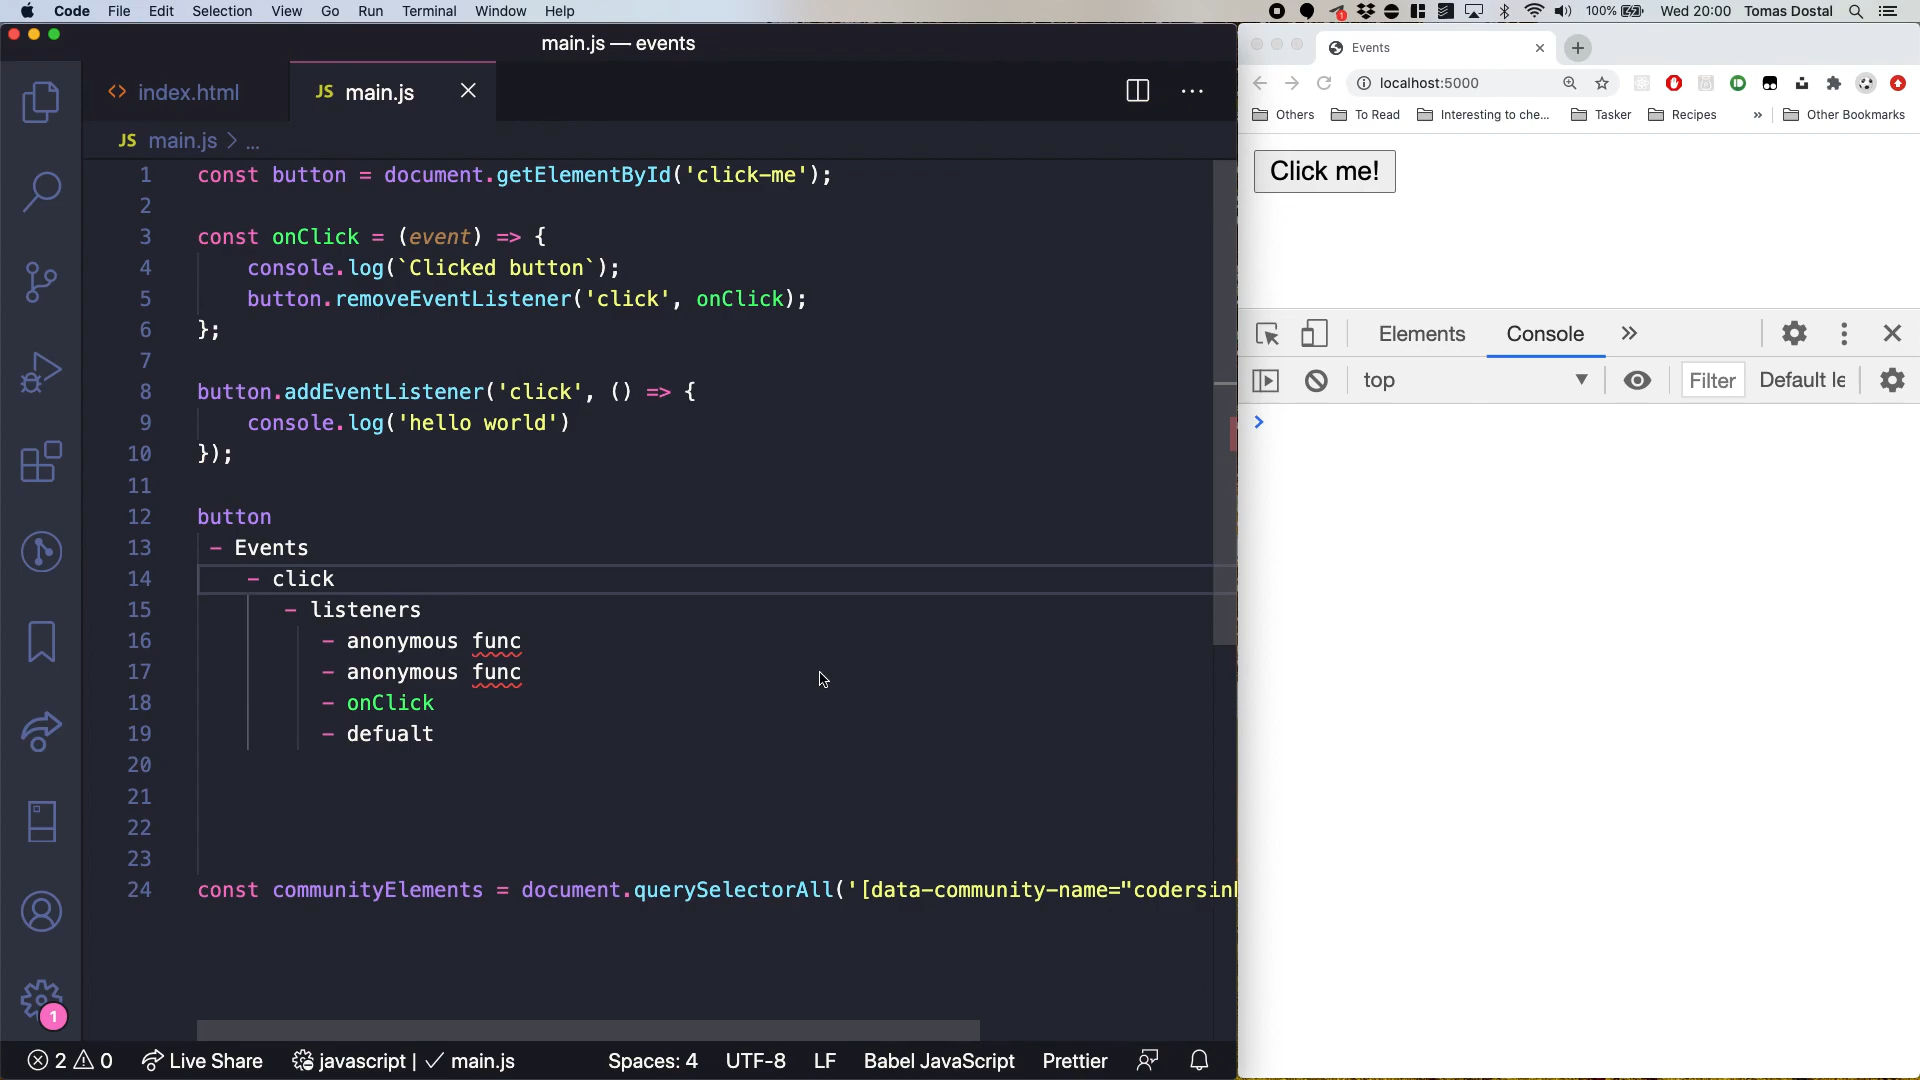 Code File Edit Selection View Go Run Terminal Window Help
1 100% Wed 20:00 Tomas Dostal
main.js — events
<> index.html
JS main.js
JS main.js > ...
1 const button = document.getElementById('click-me');
2
3 const onClick = (event) => {
4 console.log(`Clicked button`);
5 button.removeEventListener('click', onClick);
6 };
7
8 button.addEventListener('click', () => {
9 console.log('hello world')
10 });
11
12 button
13 - Events
14 - click
15 - listeners
16 - anonymous func
17 - anonymous func
18 - onClick
19 - defualt
20
21
22
23
24 const communityElements = document.querySelectorAll('[data-community-name="codersin
1
2 0 Live Share javascript | main.js Spaces: 4 UTF-8 LF Babel JavaScript Prettier
Events
localhost:5000
Others To Read Interesting to che... Tasker Recipes » Other Bookmarks
Click me!
Elements Console »
top Filter Default le
>